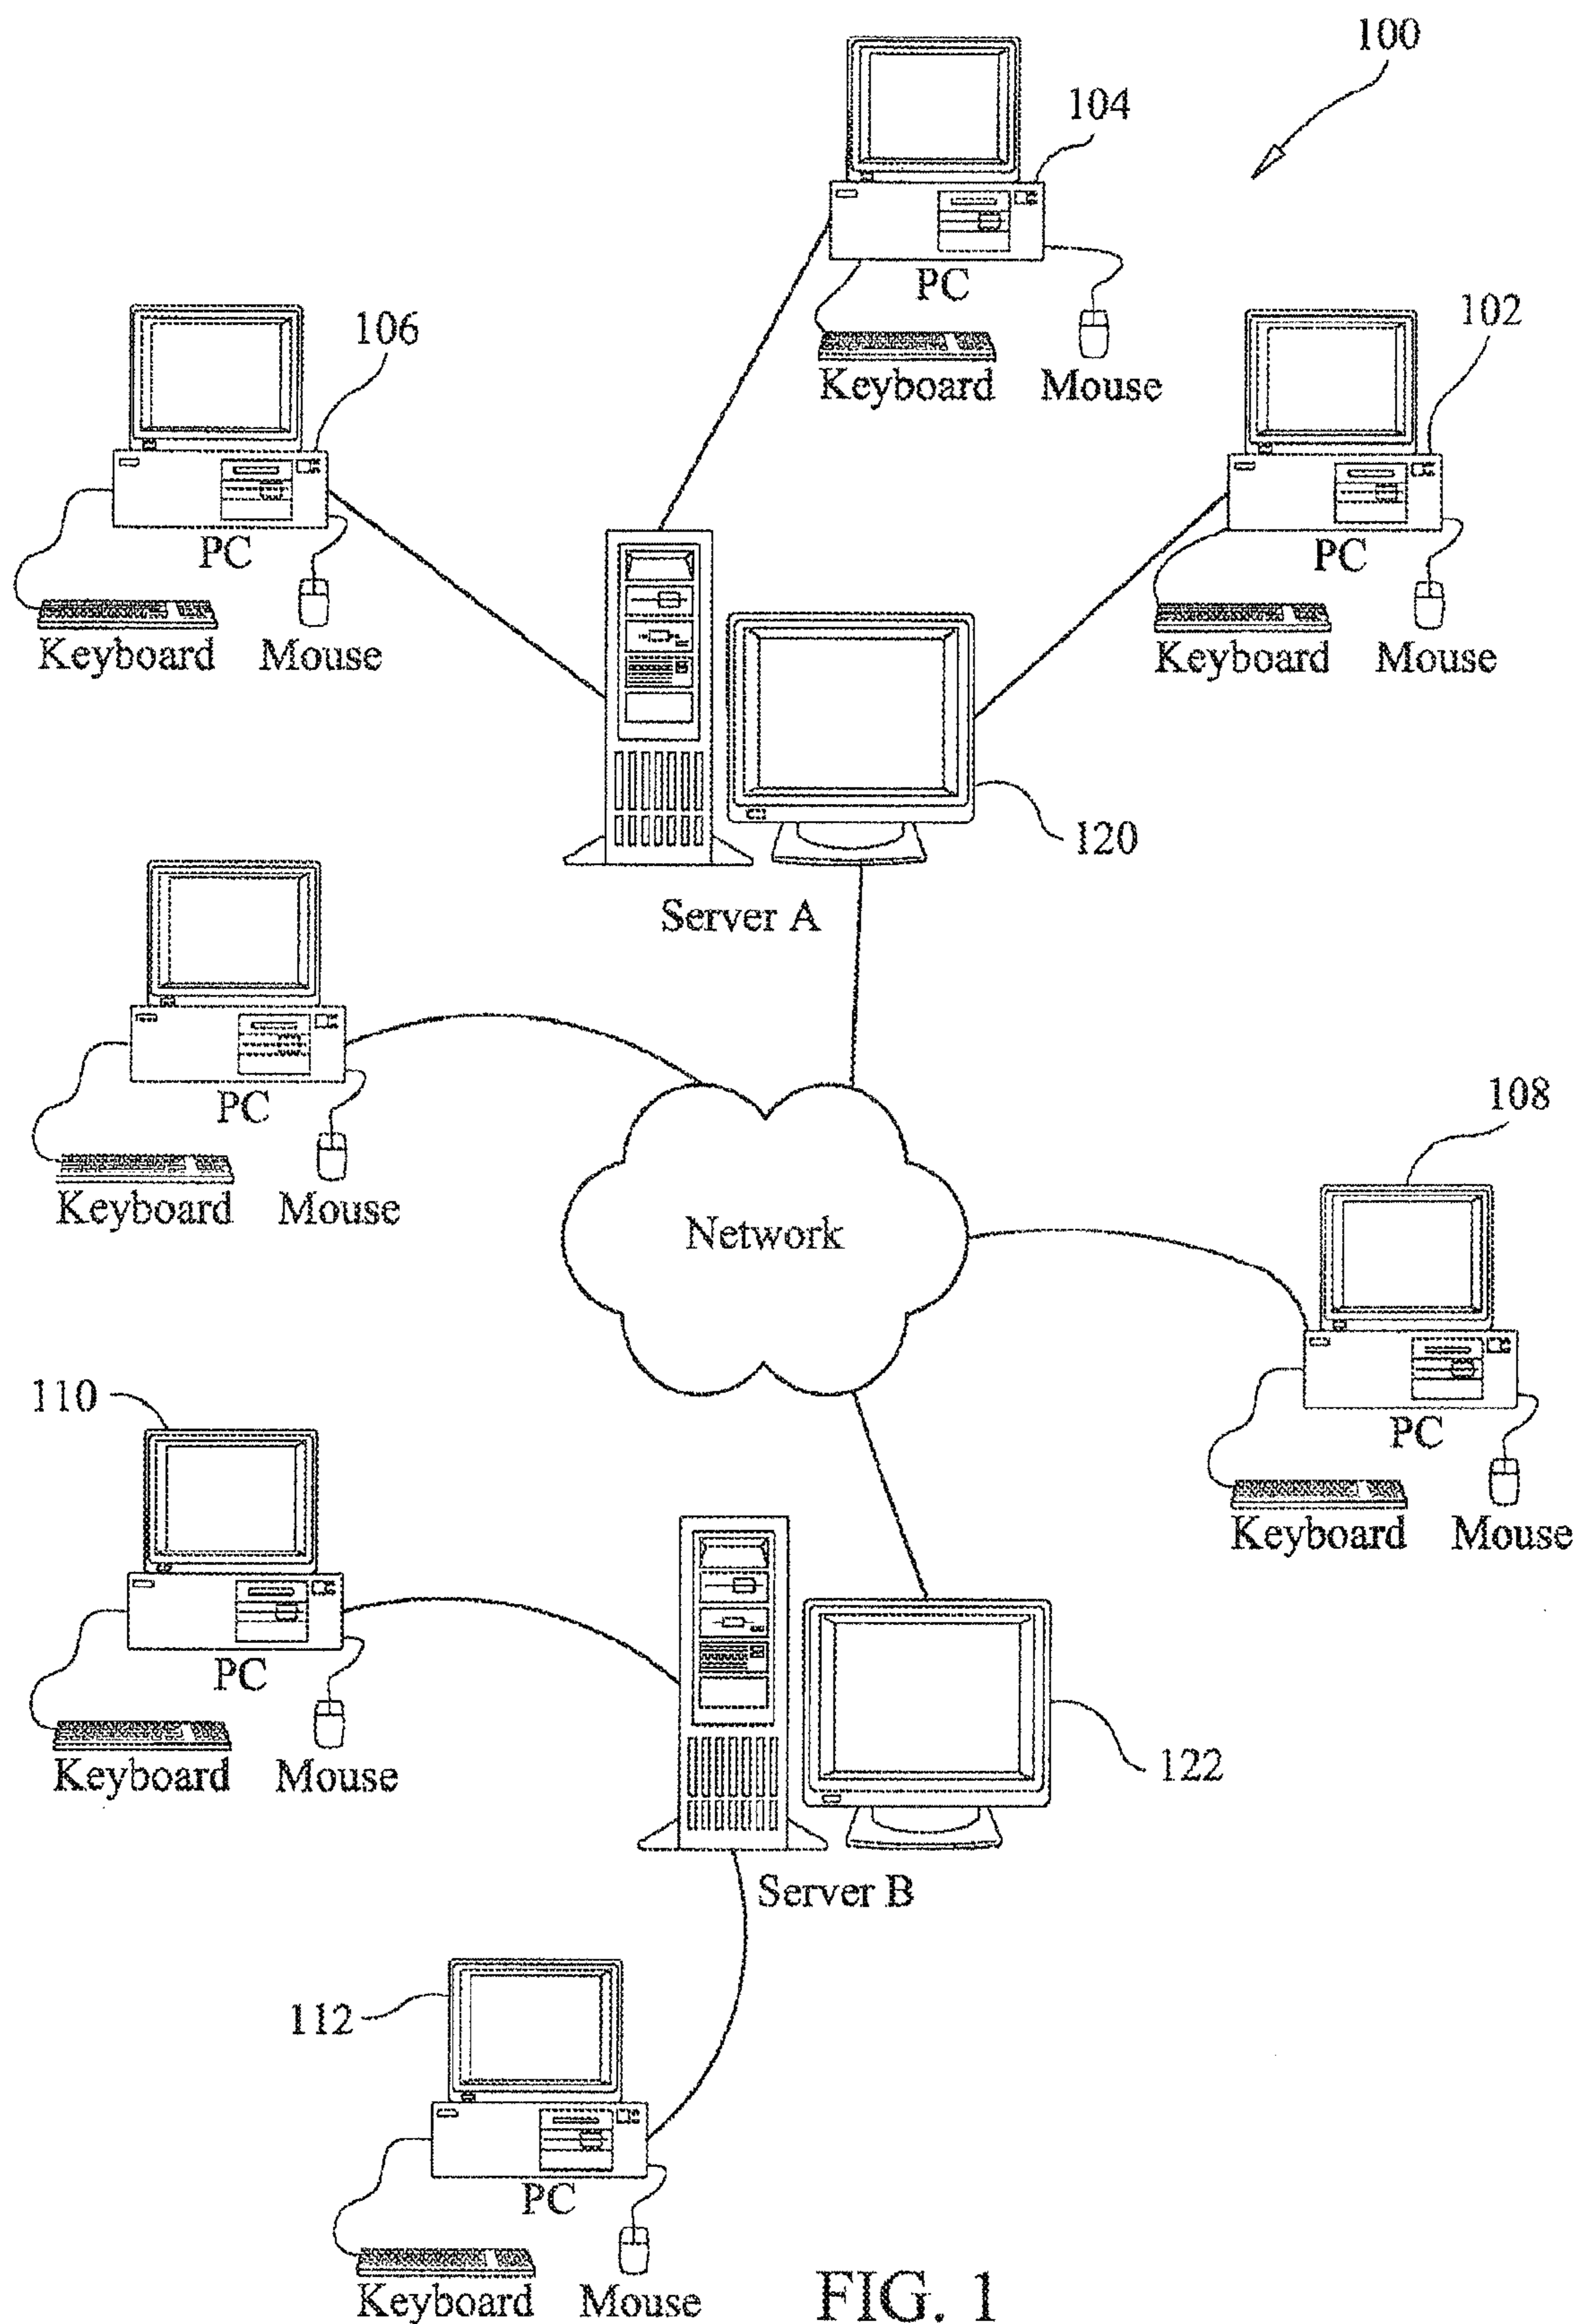 100
104
PC
Keyboard Mouse
106
PC
Keyboard Mouse
102
PC
Keyboard Mouse
120
Server A
PC
Keyboard Mouse
Network
108
PC
Keyboard Mouse
110
PC
Keyboard Mouse
122
Server B
112
PC
Keyboard Mouse
FIG. 1